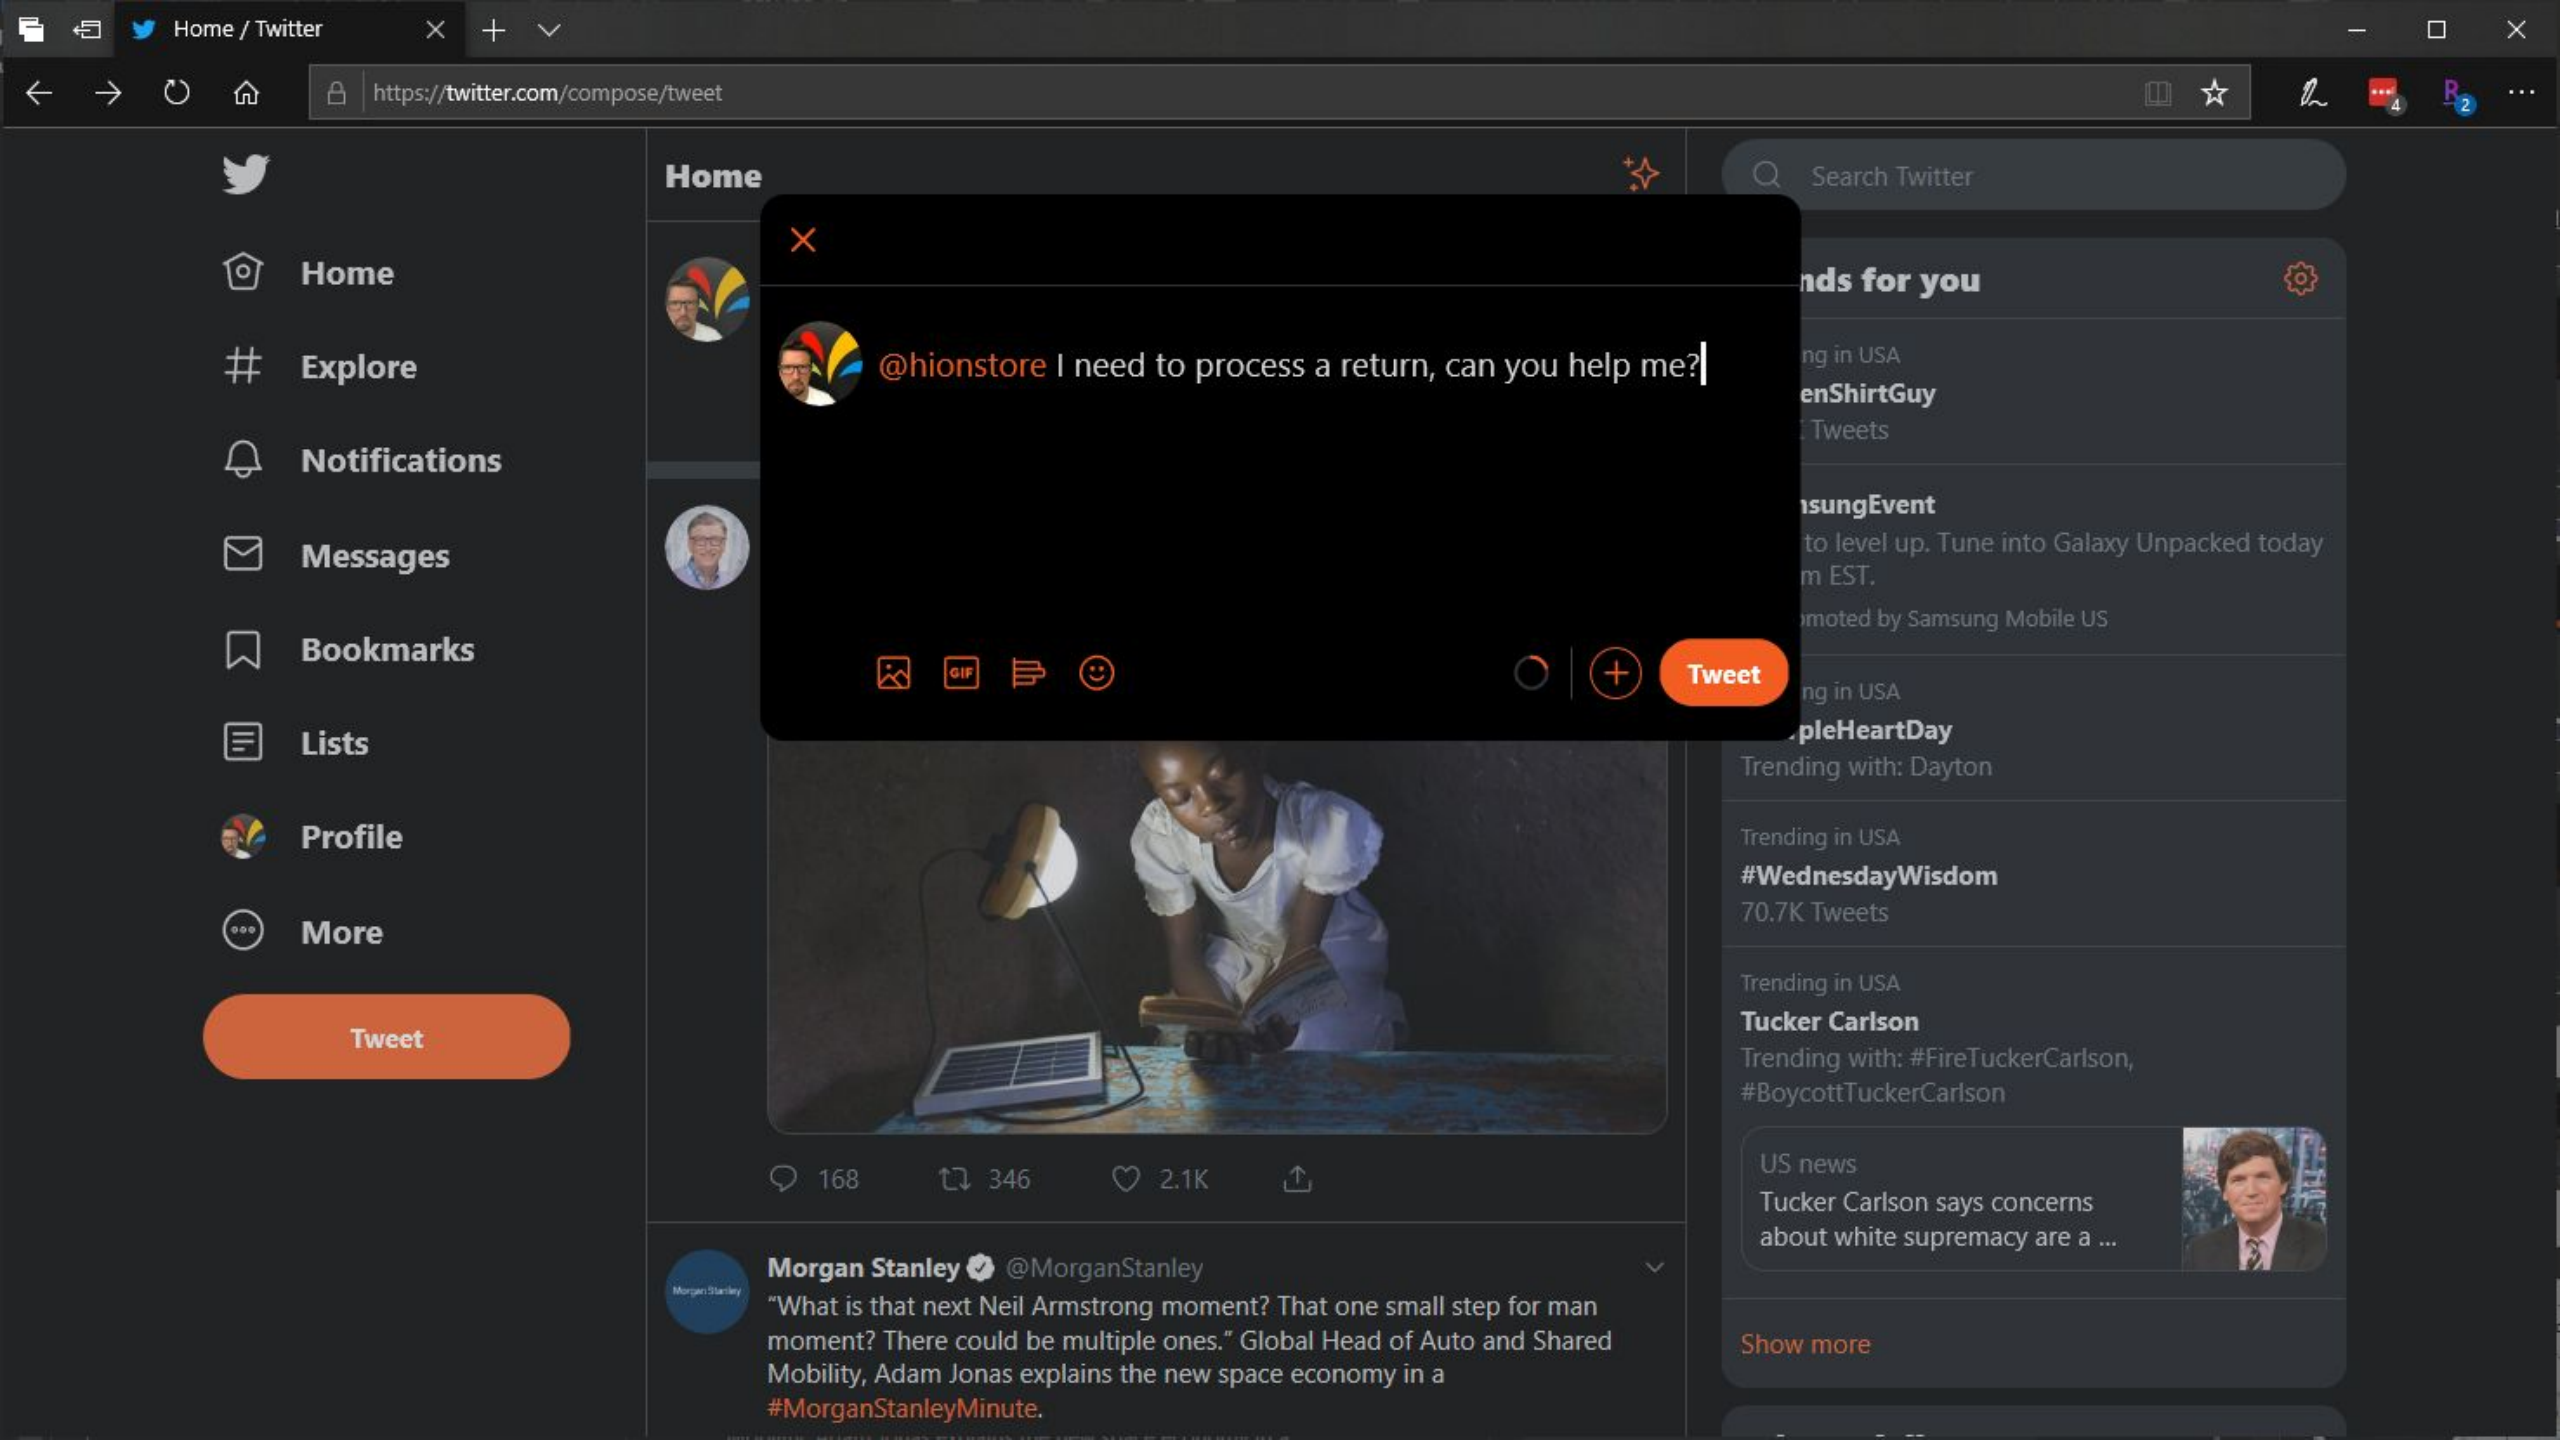 Home / Twitter
https://twitter.com/compose/tweet
4
R
2
Home
Explore
Notifications
Messages
Bookmarks
Lists
Profile
More
Tweet
Home
@hionstore I need to process a return, can you help me?
GIF
Tweet
168
346
2.1K
Morgan Stanley
Morgan Stanley @MorganStanley
“What is that next Neil Armstrong moment? That one small step for man
moment? There could be multiple ones.” Global Head of Auto and Shared
Mobility, Adam Jonas explains the new space economy in a
#MorganStanleyMinute.
Search Twitter
nds for you
ng in USA
enShirtGuy
Tweets
sungEvent
to level up. Tune into Galaxy Unpacked today
m EST.
moted by Samsung Mobile US
ng in USA
pleHeartDay
Trending with: Dayton
Trending in USA
#WednesdayWisdom
70.7K Tweets
Trending in USA
Tucker Carlson
Trending with: #FireTuckerCarlson,
#BoycottTuckerCarlson
US news
Tucker Carlson says concerns
about white supremacy are a ...
Show more